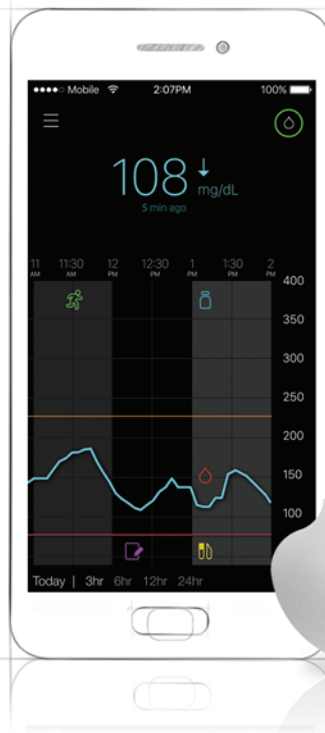 ●●●●○ Mobile 2:07PM 100%
108 mg/dL
5 min ago
11 AM 11:30 AM 12 PM 12:30 PM 1 PM 1:30 PM 2 PM
400
350
300
250
200
150
100
Today | 3hr 6hr 12hr 24hr